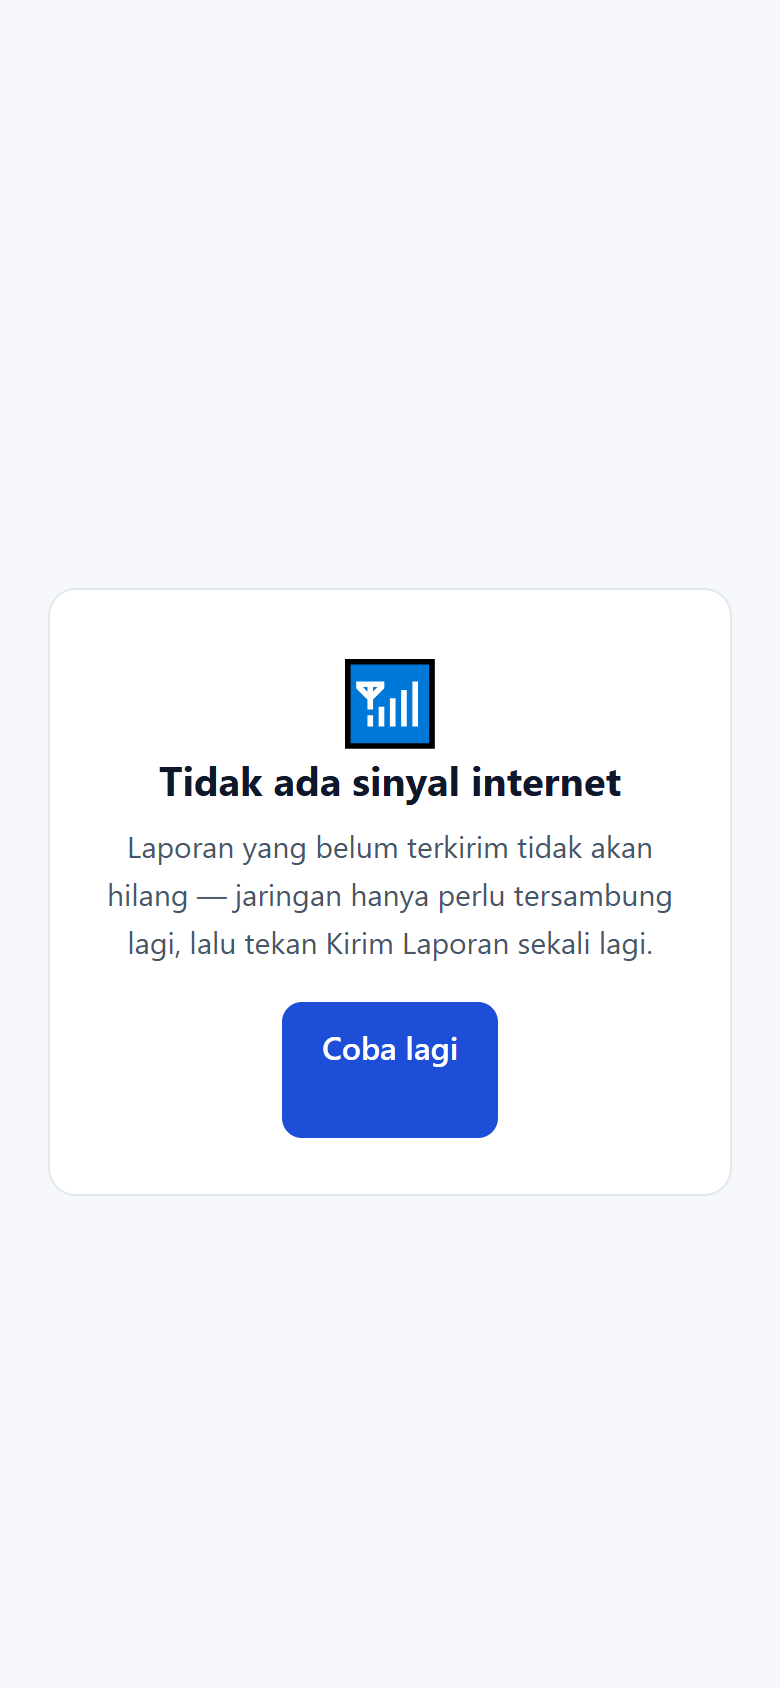 Tidak ada sinyal internet
Laporan yang belum terkirim tidak akan
hilang — jaringan hanya perlu tersambung
lagi, lalu tekan Kirim Laporan sekali lagi.
Coba lagi